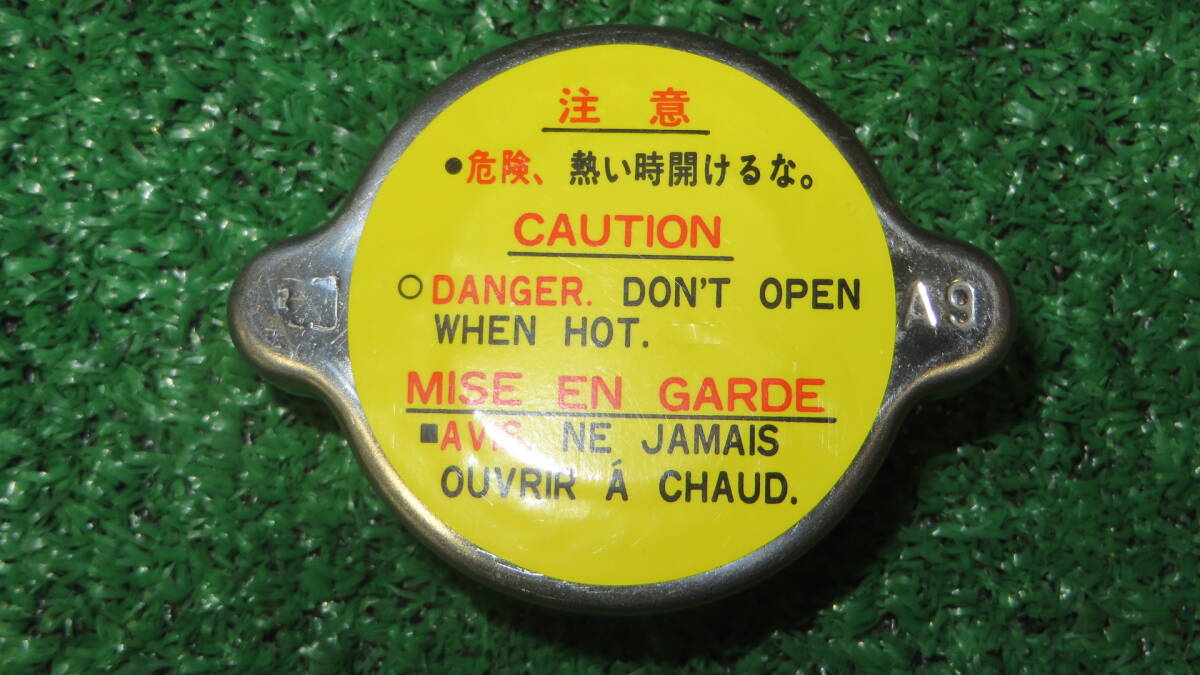 注意
●危険、熱い時開けるな。
CAUTION
○DANGER. DON'T OPEN
WHEN HOT.
MISE EN GARDE
■AVIS. NE JAMAIS
OUVRIR Á CHAUD.
A9